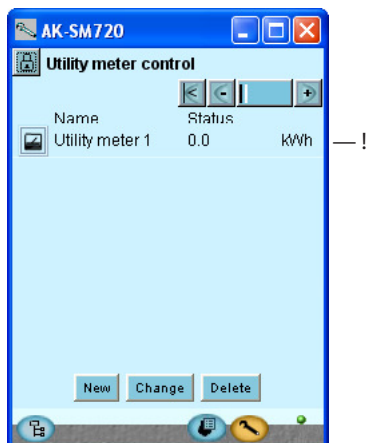 AK-SM720
Utility meter control
Name Status
Utility meter 1 0.0 kWh — !
New Change Delete